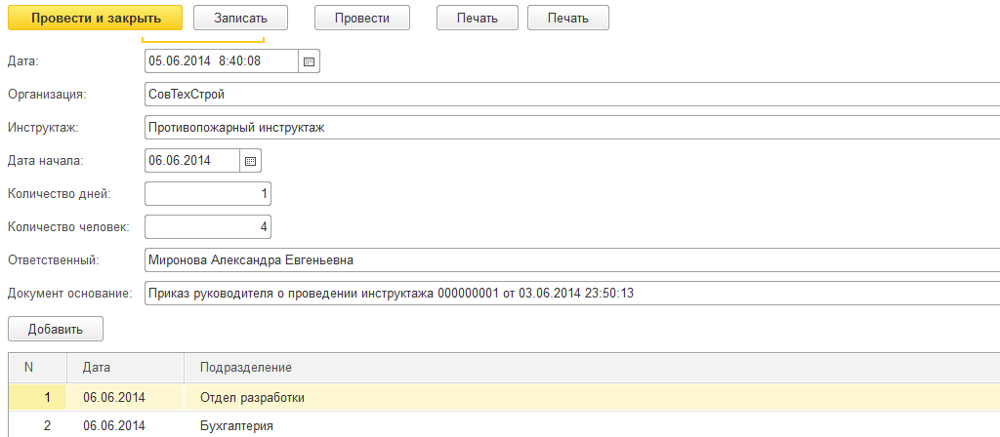 Провести и закрыть Записать Провести Печать Печать
Дата: 05.06.2014 8:40:08
Организация: СовТехСтрой
Инструктаж: Противопожарный инструктаж
Дата начала: 06.06.2014
Количество дней: 1
Количество человек: 4
Ответственный: Миронова Александра Евгеньевна
Документ основание: Приказ руководителя о проведении инструктажа 000000001 от 03.06.2014 23:50:13
Добавить
N Дата Подразделение
1 06.06.2014 Отдел разработки
2 06.06.2014 Бухгалтерия